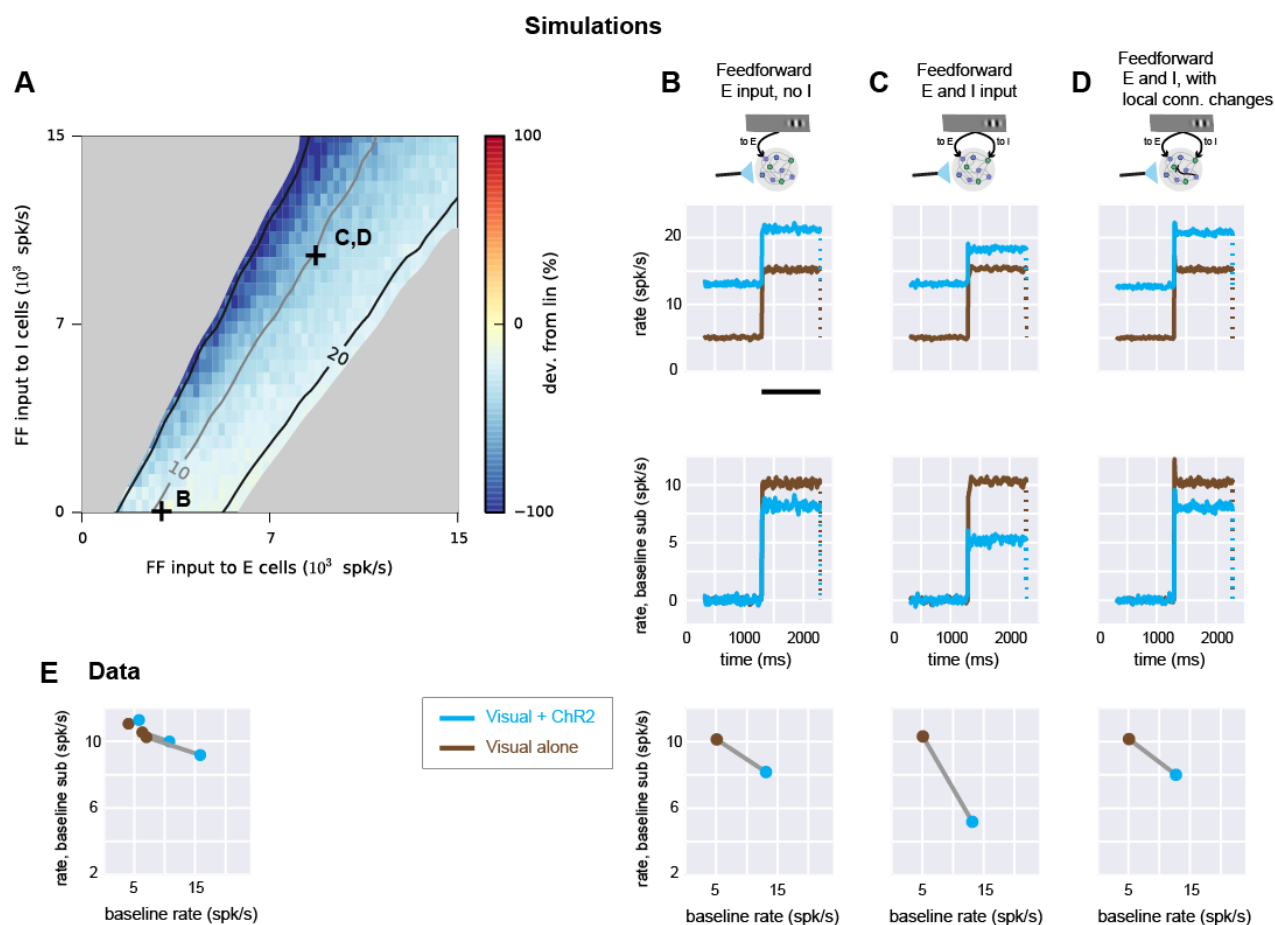 Simulations
A
15
7
0
0
7
15
FF input to I cells (10³ spk/s)
FF input to E cells (10³ spk/s)
C,D
B
10
20
100
0
−100
dev. from lin (%)
B
Feedforward
E input, no I
to E
C
Feedforward
E and I input
to E
to I
D
Feedforward
E and I, with
local conn. changes
to E
to I
rate (spk/s)
20
10
0
rate, baseline sub (spk/s)
10
5
0
0
1000
2000
time (ms)
0
1000
2000
time (ms)
0
1000
2000
time (ms)
E
Data
rate, baseline sub (spk/s)
10
6
2
5
15
baseline rate (spk/s)
Visual + ChR2
Visual alone
rate, baseline sub (spk/s)
10
6
2
5
15
baseline rate (spk/s)
5
15
baseline rate (spk/s)
5
15
baseline rate (spk/s)